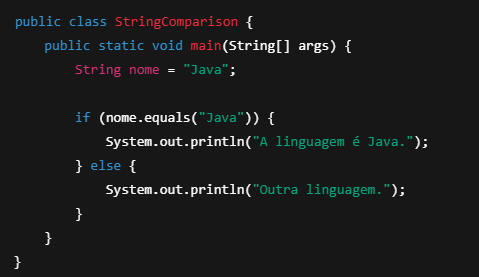 public class StringComparison {
    public static void main(String[] args) {
        String nome = "Java";

        if (nome.equals("Java")) {
            System.out.println("A linguagem é Java.");
        } else {
            System.out.println("Outra linguagem.");
        }
    }
}